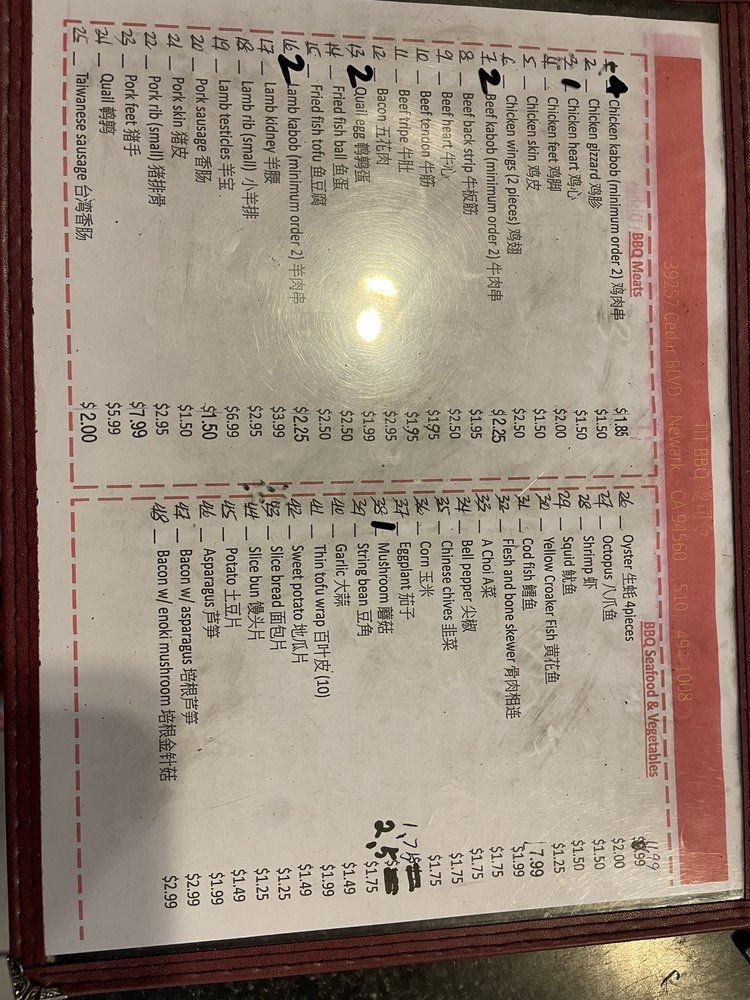 TIT BBQ
39257 Cedar BLVD Newark CA 94560 (510) 494-1008
BBQ Meats
4 Chicken kabob (minimum order 2) 鸡肉串 $1.85
2 _ Chicken gizzard 鸡胗 $1.50
3 1 Chicken heart 鸡心 $1.50
4 _ Chicken feet 鸡脚 $2.00
5 _ Chicken skin 鸡皮 $1.50
6 _ Chicken wings (2 pieces) 鸡翅 $2.50
7 2 Beef kabob (minimum order 2) 牛肉串 $2.25
8 _ Beef back strip 牛板筋 $1.95
9 _ Beef heart 牛心 $2.50
10 _ Beef tendon 牛筋 $1.95
11 _ Beef tripe 牛肚 $1.95
12 _ Bacon 五花肉 $2.95
13 2 Quail egg 鹌鹑蛋 $1.99
14 _ Fried fish ball 鱼蛋 $2.50
15 _ Fried fish tofu 鱼豆腐 $2.50
16 2 Lamb kabob (minimum order 2) 羊肉串 $2.25
17 _ Lamb kidney 羊腰 $3.99
18 _ Lamb rib (small) 小羊排 $2.95
19 _ Lamb testicles 羊宝 $6.99
20 _ Pork sausage 香肠 $1.50
21 _ Pork skin 猪皮 $1.50
22 _ Pork rib (small) 猪排骨 $2.95
23 _ Pork feet 猪手 $7.99
24 _ Quail 鹌鹑 $5.99
25 _ Taiwanese sausage 台湾香肠 $2.00
BBQ Seafood & Vegetables
26 _ Oyster 生蚝 4pieces 11.99
27 _ Octopus 八爪鱼 $2.00
28 _ Shrimp 虾 $1.50
29 _ Squid 鱿鱼 $1.50
30 _ Yellow Croaker Fish 黄花鱼 $1.25
31 _ Cod fish 鳕鱼 7.99
32 _ Flesh and bone skewer 骨肉相连 $1.99
33 _ A Choi A菜 $1.75
34 _ Bell pepper 尖椒 $1.75
35 _ Chinese chives 韭菜 $1.75
36 _ Corn 玉米 $1.75
37 _ Eggplant 茄子 1.75
38 1 Mushroom 蘑菇 2.5
39 _ String bean 豆角 $1.75
40 _ Garlic 大蒜 $1.49
41 _ Thin tofu wrap 百叶皮 (10) $1.99
42 _ Sweet potato 地瓜片 $1.49
43 _ Slice bread 面包片 $1.25
44 _ Slice bun 馒头片 $1.25
45 _ Potato 土豆片 $1.49
46 _ Asparagus 芦笋 $1.99
47 _ Bacon w/ asparagus 培根芦笋 $2.99
48 _ Bacon w/ enoki mushroom 培根金针菇 $2.99